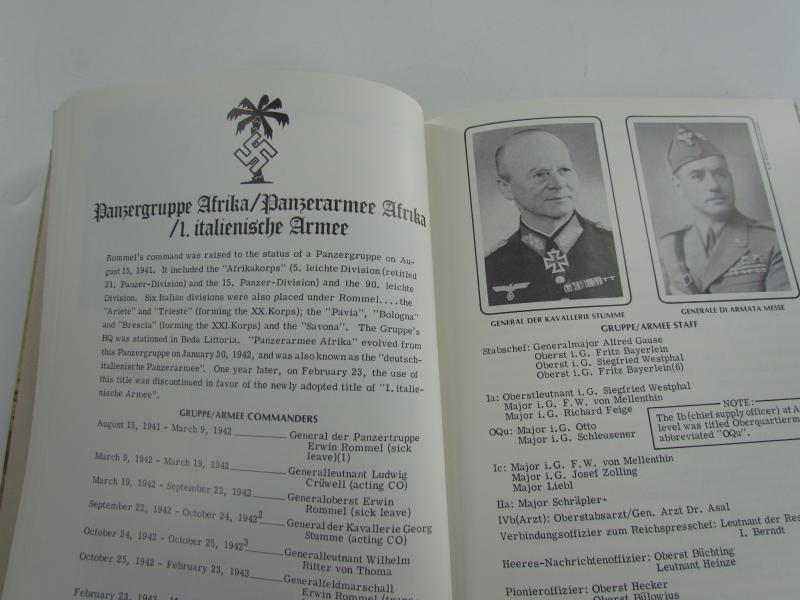 Panzergruppe Afrika/Panzerarmee Afrika
/1. italienische Armee
Rommel's command was raised to the status of a Panzergruppe on Au-
gust 15, 1941. It included the "Afrikakorps" (5. leichte Division (retitled
21. Panzer-Division) and the 15. Panzer-Division) and the 90. leichte
Division. Six Italian divisions were also placed under Rommel....the
"Ariete" and "Trieste" (forming the XX.Korps); the "Pavia", "Bologna"
and "Brescia" (forming the XXI.Korps) and the "Savona". The Gruppe's
HQ was stationed in Beda Littoria. "Panzerarmee Afrika" evolved from
this Panzergruppe on January 30, 1942, and was also known as the "deutsch-
italienische Panzerarmee". One year later, on February 23, the use of
this title was discontinued in favor of the newly adopted title of "1. italie-
nische Armee".
GRUPPE/ARMEE COMMANDERS
August 15, 1941 - March 9, 1942 General der Panzertruppe
Erwin Rommel (sick
leave)(1)
March 9, 1942 - March 19, 1942 Generalleutnant Ludwig
Crüwell (acting CO)
March 19, 1942 - September 22, 1942 Generaloberst Erwin
Rommel (sick leave)
September 22, 1942 - October 24, 1942² General der Kavallerie Georg
Stumme (acting CO)
October 24, 1942 - October 25, 1942³ Generalleutnant Wilhelm
Ritter von Thoma
October 25, 1942 - February 23, 1943 Generalfeldmarschall
Erwin Rommel
February 23, 1943
GENERAL DER KAVALLERIE STUMME
GENERALE DI ARMATA MESSE
GRUPPE/ARMEE STAFF
Stabschef: Generalmajor Alfred Gause
Oberst i.G. Fritz Bayerlein
Oberst i.G. Siegfried Westphal
Oberst i.G. Fritz Bayerlein(6)
Ia: Oberstleutnant i.G. Siegfried Westphal
Major i.G. F.W. von Mellenthin
Major i.G. Richard Feige
OQu: Major i.G. Otto
Major i.G. Schleusener
NOTE:
The Ib (chief supply officer) at A
level was titled Oberquartierm
abbreviated "OQu".
Ic: Major i.G. F.W. von Mellenthin
Major i.G. Josef Zolling
Major Liebl
IIa: Major Schräpler+
IVb(Arzt): Oberstabsarzt/Gen. Arzt Dr. Asal
Verbindungsoffizier zum Reichspressechef: Leutnant der Res
I. Berndt
Heeres-Nachrichtenoffizier: Oberst Büchting
Leutnant Heinze
Pionieroffizier: Oberst Hecker
Oberst Bülowius